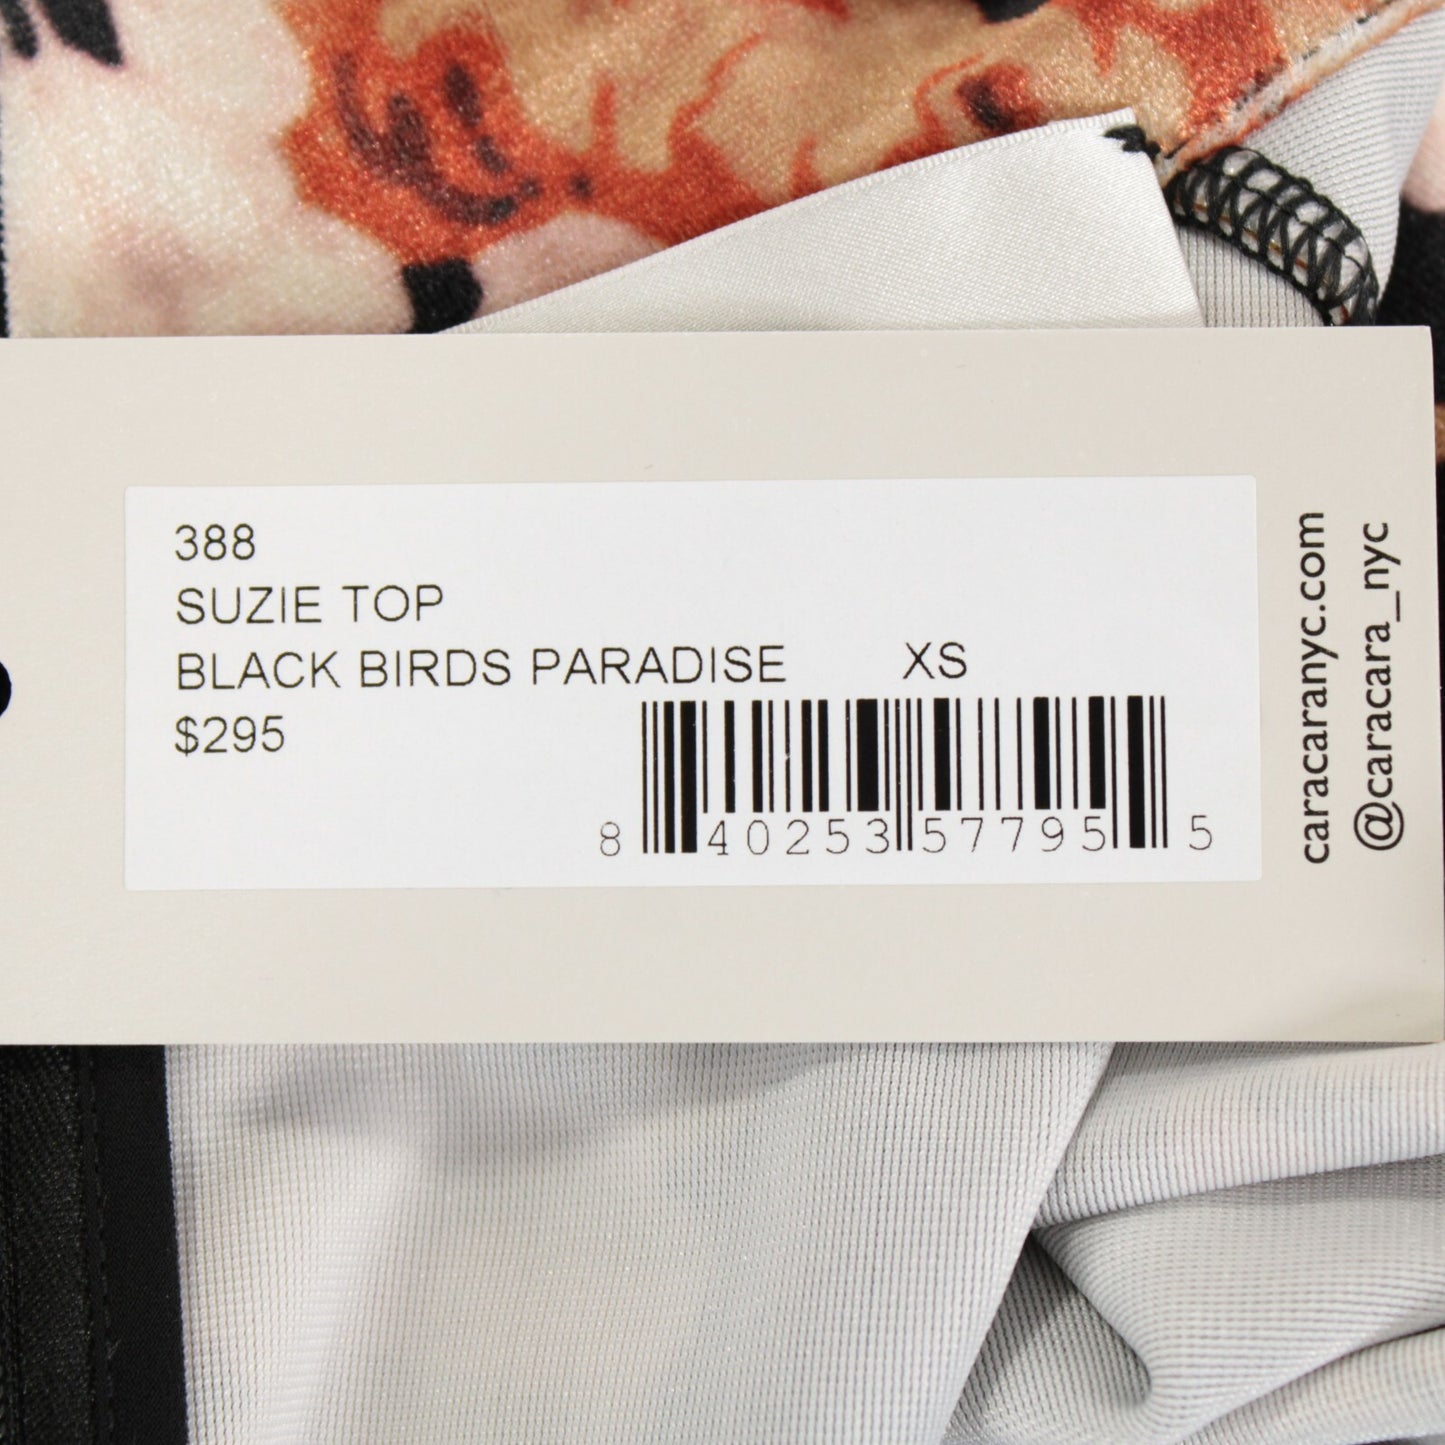 388
SUZIE TOP
BLACK BIRDS PARADISE XS
$295
8 40253 57795 5
caracaranyc.com
@caracara_nyc